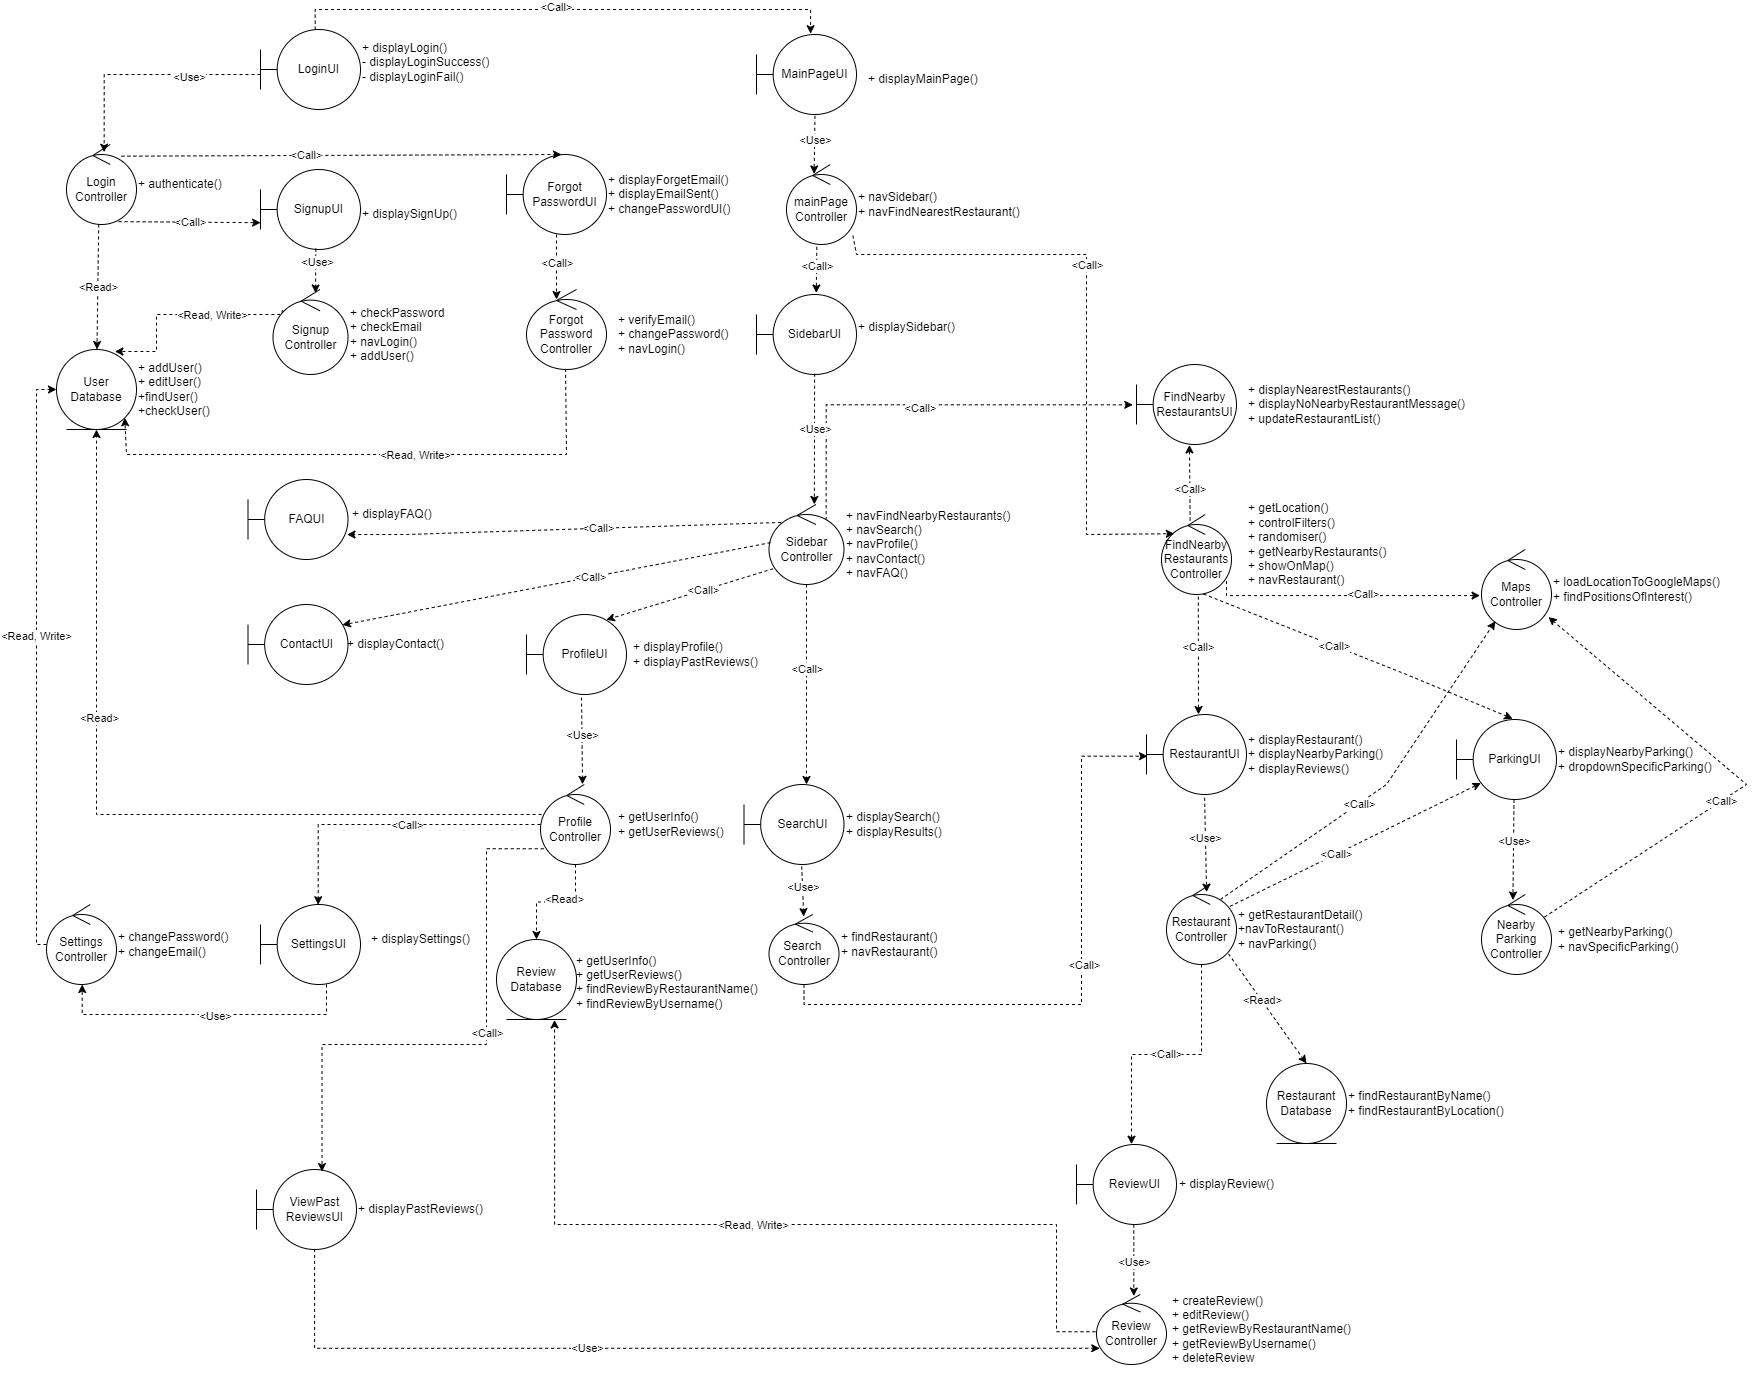 <Call>
LoginUI
+ displayLogin()
- displayLoginSuccess()
- displayLoginFail()
<Use>
MainPageUI
+ displayMainPage()
<Use>
Login
Controller
+ authenticate()
<Call>
<Call>
SignupUI
+ displaySignUp()
<Use>
Forgot
PasswordUI
+ displayForgetEmail()
+ displayEmailSent()
+ changePasswordUI()
<Call>
mainPage
Controller
+ navSidebar()
+ navFindNearestRestaurant()
<Call>
<Call>
<Read>
<Read, Write>
Signup
Controller
+ checkPassword
+ checkEmail
+ navLogin()
+ addUser()
Forgot
Password
Controller
+ verifyEmail()
+ changePassword()
+ navLogin()
SidebarUI
+ displaySidebar()
User
Database
+ addUser()
+ editUser()
+findUser()
+checkUser()
<Read, Write>
<Use>
<Call>
FindNearby
RestaurantsUI
+ displayNearestRestaurants()
+ displayNoNearbyRestaurantMessage()
+ updateRestaurantList()
<Call>
FAQUI
+ displayFAQ()
<Call>
Sidebar
Controller
+ navFindNearbyRestaurants()
+ navSearch()
+ navProfile()
+ navContact()
+ navFAQ()
FindNearby
Restaurants
Controller
+ getLocation()
+ controlFilters()
+ randomiser()
+ getNearbyRestaurants()
+ showOnMap()
+ navRestaurant()
<Call>
Maps
Controller
+ loadLocationToGoogleMaps()
+ findPositionsOfInterest()
<Call>
<Call>
<Read, Write>
ContactUI
+ displayContact()
ProfileUI
+ displayProfile()
+ displayPastReviews()
<Call>
<Call>
<Call>
<Read>
<Use>
RestaurantUI
+ displayRestaurant()
+ displayNearbyParking()
+ displayReviews()
ParkingUI
+ displayNearbyParking()
+ dropdownSpecificParking()
<Call>
<Call>
<Call>
Profile
Controller
+ getUserInfo()
+ getUserReviews()
SearchUI
+ displaySearch()
+ displayResults()
<Use>
<Call>
<Use>
<Read>
<Use>
Settings
Controller
+ changePassword()
+ changeEmail()
SettingsUI
+ displaySettings()
<Use>
Review
Database
+ getUserInfo()
+ getUserReviews()
+ findReviewByRestaurantName()
+ findReviewByUsername()
<Call>
Search
Controller
+ findRestaurant()
+ navRestaurant()
<Call>
Restaurant
Controller
+ getRestaurantDetail()
+navToRestaurant()
+ navParking()
Nearby
Parking
Controller
+ getNearbyParking()
+ navSpecificParking()
<Read>
<Call>
Restaurant
Database
+ findRestaurantByName()
+ findRestaurantByLocation()
ViewPast
ReviewsUI
+ displayPastReviews()
ReviewUI
+ displayReview()
<Read, Write>
<Use>
<Use>
Review
Controller
+ createReview()
+ editReview()
+ getReviewByRestaurantName()
+ getReviewByUsername()
+ deleteReview